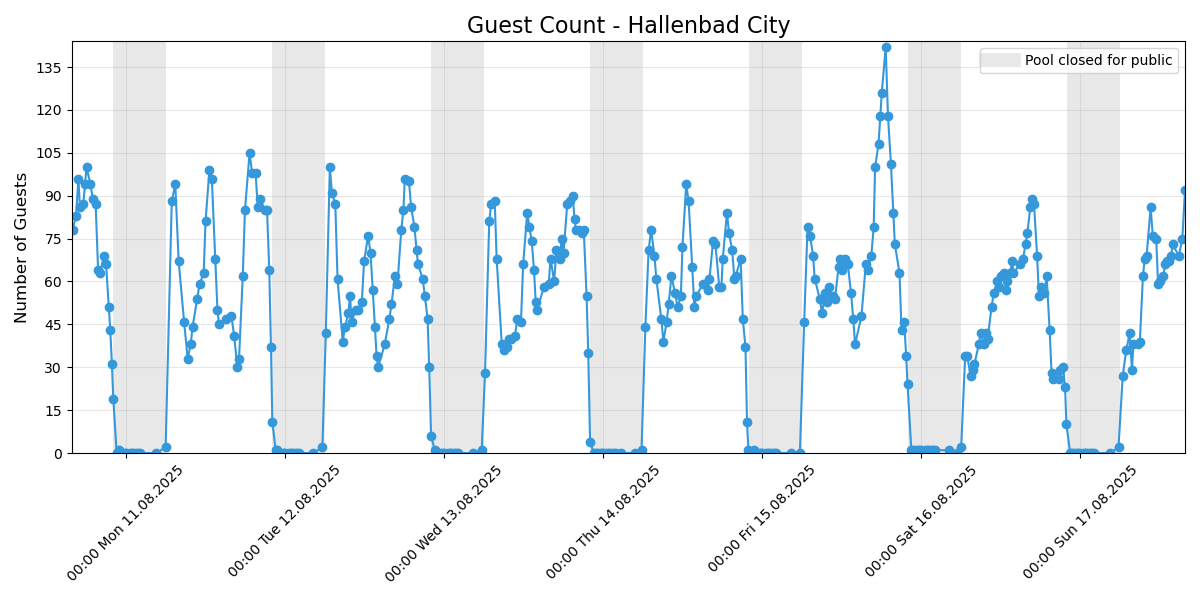 Guest Count - Hallenbad City
Pool closed for public
Number of Guests
135
120
105
90
75
60
45
30
15
0
00:00 Mon 11.08.2025
00:00 Tue 12.08.2025
00:00 Wed 13.08.2025
00:00 Thu 14.08.2025
00:00 Fri 15.08.2025
00:00 Sat 16.08.2025
00:00 Sun 17.08.2025